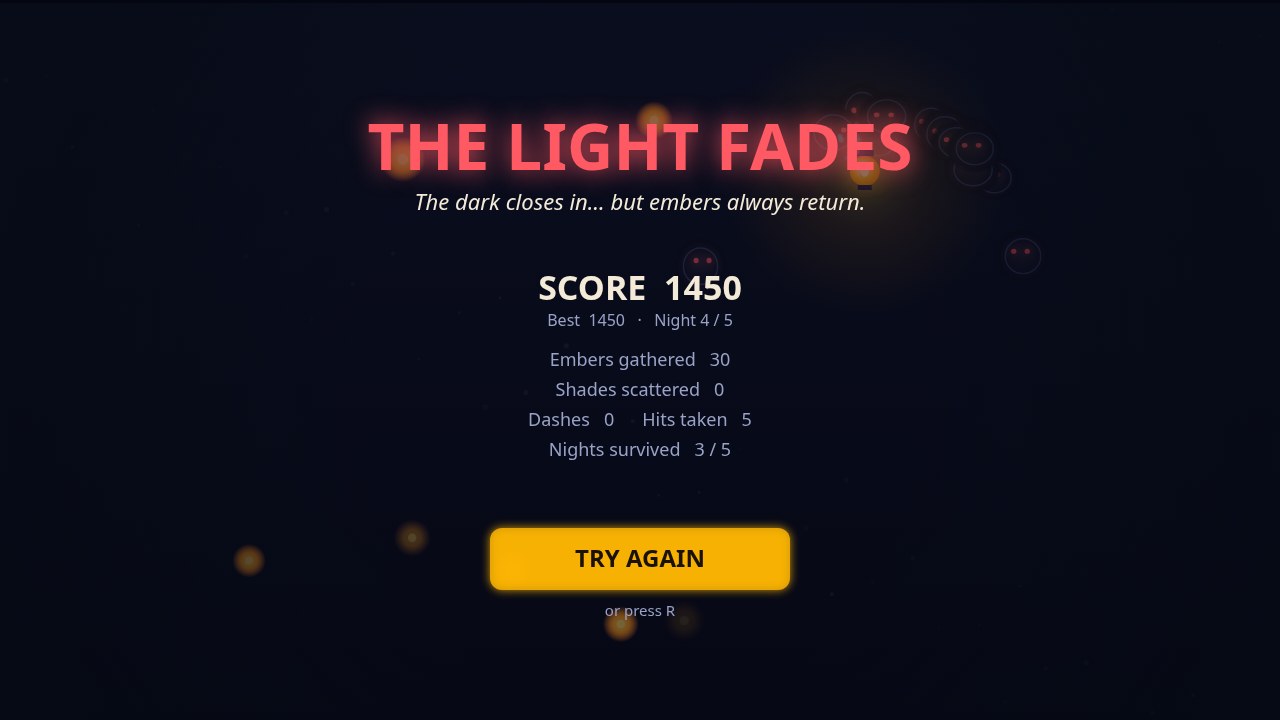 THE LIGHT FADES
The dark closes in... but embers always return.
SCORE 1450
Best 1450 · Night 4 / 5
Embers gathered 30
Shades scattered 0
Dashes 0 · Hits taken 5
Nights survived 3 / 5
TRY AGAIN
or press R